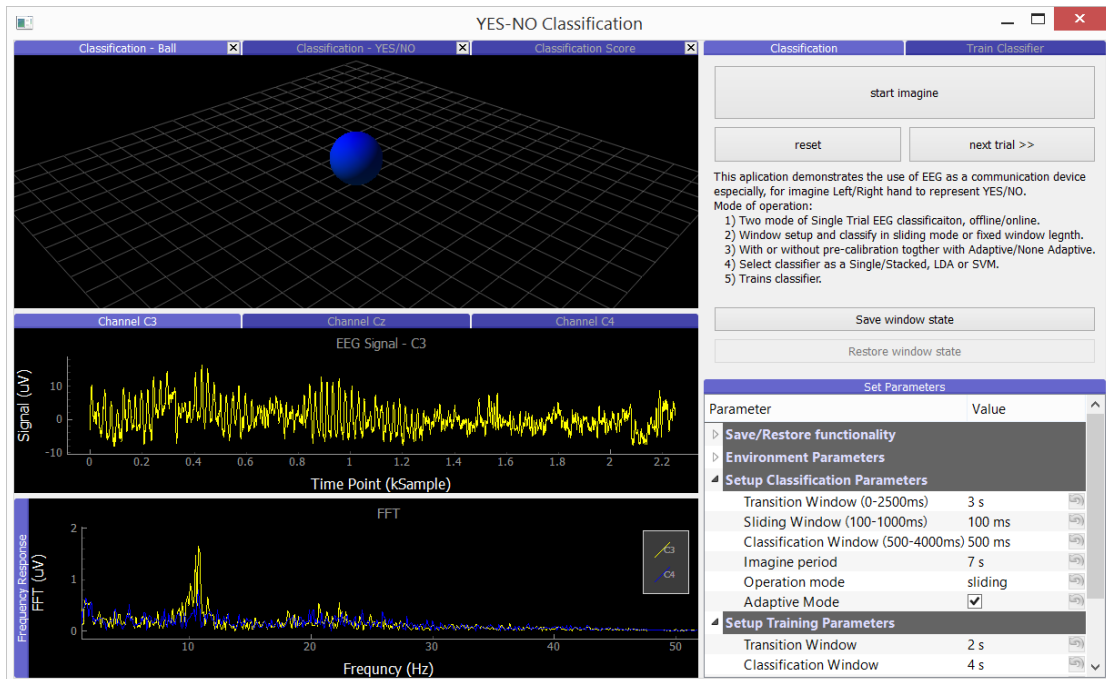 YES-NO Classification
Classification - Ball
Classification - YES/NO
Classification Score
Classification
Train Classifier
start imagine
reset
next trial >>
This aplication demonstrates the use of EEG as a communication device
especially, for imagine Left/Right hand to represent YES/NO.
Mode of operation:
1) Two mode of Single Trial EEG classificaiton, offline/online.
2) Window setup and classify in sliding mode or fixed window legnth.
3) With or without pre-calibration togther with Adaptive/None Adaptive.
4) Select classifier as a Single/Stacked, LDA or SVM.
5) Trains classifier.
Save window state
Restore window state
Channel C3
Channel Cz
Channel C4
EEG Signal - C3
Signal (uV)
10
0
-10
0 0.2 0.4 0.6 0.8 1 1.2 1.4 1.6 1.8 2 2.2
Time Point (kSample)
Frequency Response
FFT
FFT (uV)
2
1
0
C3
C4
10 20 30 40 50
Frequncy (Hz)
Set Parameters
Parameter Value
Save/Restore functionality
Environment Parameters
Setup Classification Parameters
Transition Window (0-2500ms) 3 s
Sliding Window (100-1000ms) 100 ms
Classification Window (500-4000ms) 500 ms
Imagine period 7 s
Operation mode sliding
Adaptive Mode
Setup Training Parameters
Transition Window 2 s
Classification Window 4 s